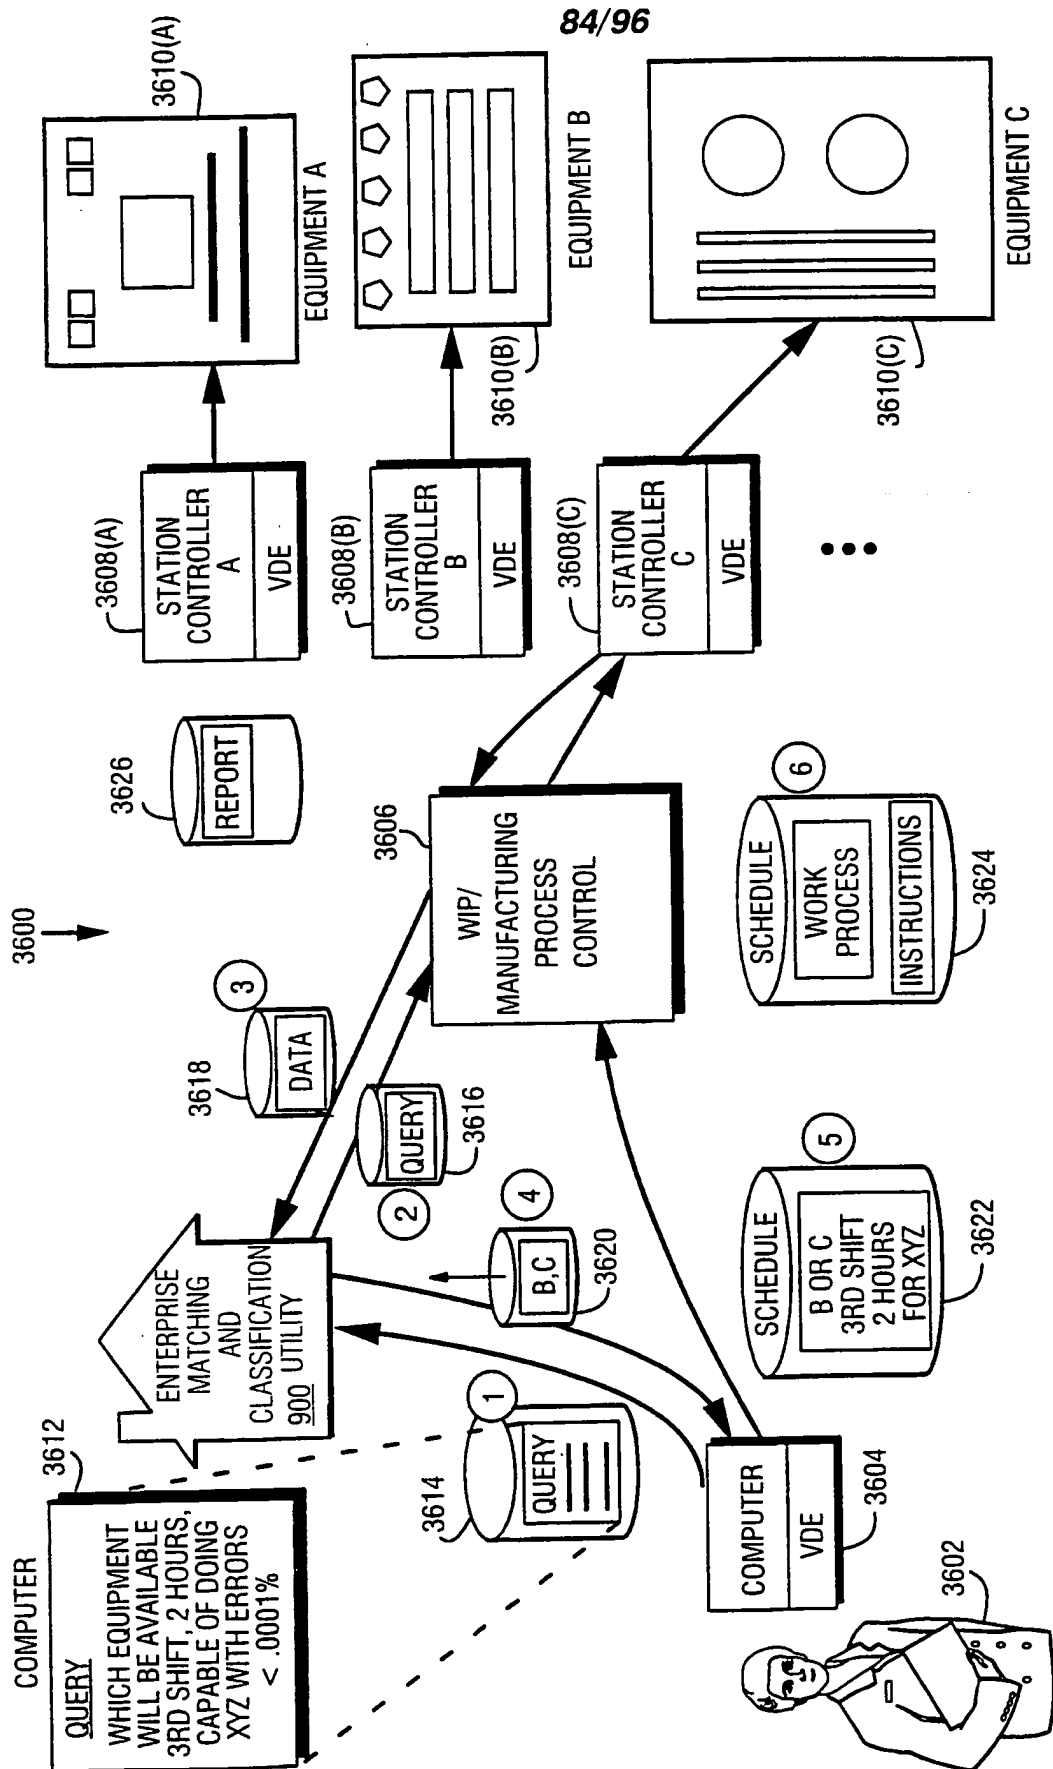 84/96
3600
COMPUTER
3612
QUERY
WHICH EQUIPMENT
WILL BE AVAILABLE
3RD SHIFT, 2 HOURS,
CAPABLE OF DOING
XYZ WITH ERRORS
< .0001%
ENTERPRISE
MATCHING
AND
CLASSIFICATION
900 UTILITY
3614
1
QUERY
2
QUERY
3616
3618
3
DATA
4
B,C
3620
3602
COMPUTER
VDE
3604
SCHEDULE
B OR C
3RD SHIFT
2 HOURS
FOR XYZ
5
3622
3606
WIP/
MANUFACTURING
PROCESS
CONTROL
SCHEDULE
WORK
PROCESS
INSTRUCTIONS
6
3624
3626
REPORT
3608(A)
STATION
CONTROLLER
A
VDE
3608(B)
STATION
CONTROLLER
B
VDE
3608(C)
STATION
CONTROLLER
C
VDE
3610(A)
EQUIPMENT A
3610(B)
EQUIPMENT B
3610(C)
EQUIPMENT C